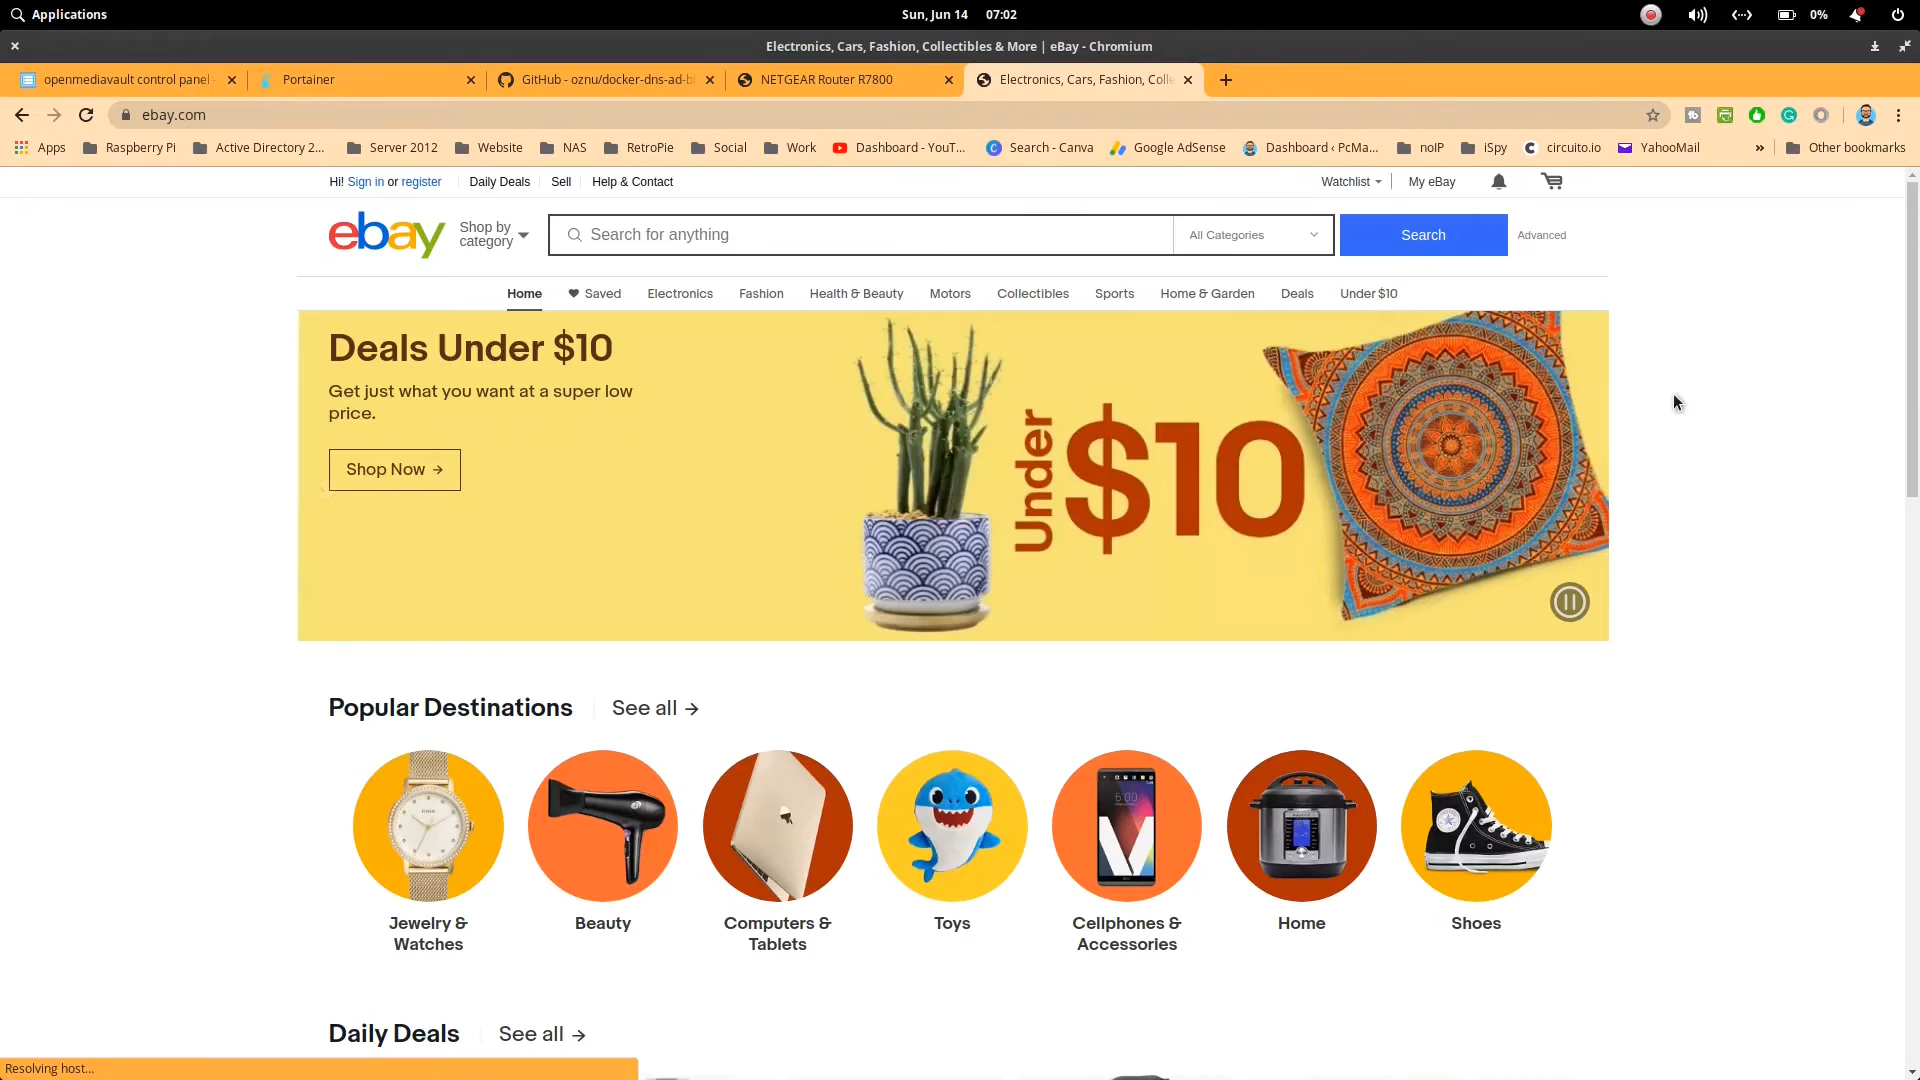 Applications
Sun, Jun 14 07:02
0%
Electronics, Cars, Fashion, Collectibles & More | eBay - Chromium
openmediavault control panel
Portainer
GitHub - oznu/docker-dns-ad-bl
NETGEAR Router R7800
Electronics, Cars, Fashion, Colle
ebay.com
Apps
Raspberry Pi
Active Directory 2...
Server 2012
Website
NAS
RetroPie
Social
Work
Dashboard - YouT...
Search - Canva
Google AdSense
Dashboard ‹ PcMa...
noIP
iSpy
circuito.io
YahooMail
»
Other bookmarks
Hi! Sign in or register
Daily Deals
Sell
Help & Contact
Watchlist
My eBay
ebay
Shop by
category
Search for anything
All Categories
Search
Advanced
Home
Saved
Electronics
Fashion
Health & Beauty
Motors
Collectibles
Sports
Home & Garden
Deals
Under $10
Deals Under $10
Get just what you want at a super low
price.
Shop Now →
Under
$10
Popular Destinations
See all →
6:00
V
Jewelry &
Watches
Beauty
Computers &
Tablets
Toys
Cellphones &
Accessories
Home
Shoes
Daily Deals
See all →
Resolving host...